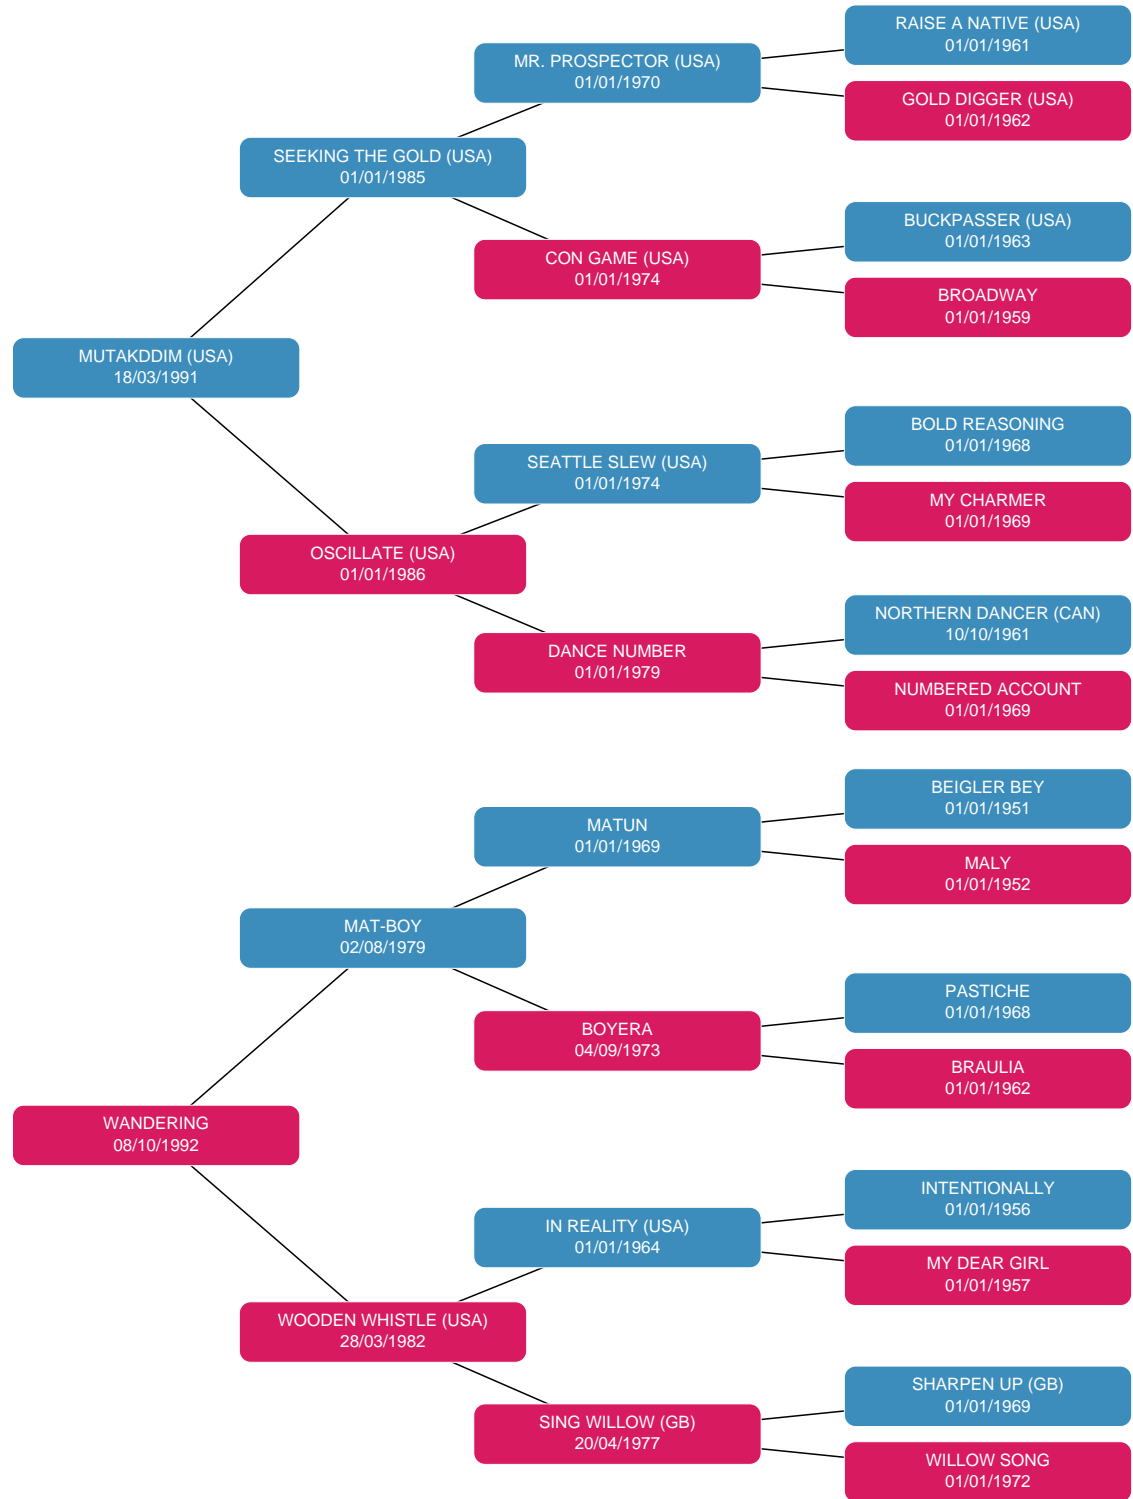 RAISE A NATIVE (USA)
01/01/1961
MR. PROSPECTOR (USA)
01/01/1970
GOLD DIGGER (USA)
01/01/1962
SEEKING THE GOLD (USA)
01/01/1985
BUCKPASSER (USA)
01/01/1963
CON GAME (USA)
01/01/1974
BROADWAY
01/01/1959
MUTAKDDIM (USA)
18/03/1991
BOLD REASONING
01/01/1968
SEATTLE SLEW (USA)
01/01/1974
MY CHARMER
01/01/1969
OSCILLATE (USA)
01/01/1986
NORTHERN DANCER (CAN)
10/10/1961
DANCE NUMBER
01/01/1979
NUMBERED ACCOUNT
01/01/1969
BEIGLER BEY
01/01/1951
MATUN
01/01/1969
MALY
01/01/1952
MAT-BOY
02/08/1979
PASTICHE
01/01/1968
BOYERA
04/09/1973
BRAULIA
01/01/1962
WANDERING
08/10/1992
INTENTIONALLY
01/01/1956
IN REALITY (USA)
01/01/1964
MY DEAR GIRL
01/01/1957
WOODEN WHISTLE (USA)
28/03/1982
SHARPEN UP (GB)
01/01/1969
SING WILLOW (GB)
20/04/1977
WILLOW SONG
01/01/1972